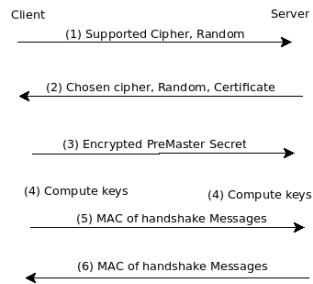 Client
Server
(1) Supported Cipher, Random
(2) Chosen cipher, Random, Certificate
(3) Encrypted PreMaster Secret
(4) Compute keys
(4) Compute keys
(5) MAC of handshake Messages
(6) MAC of handshake Messages